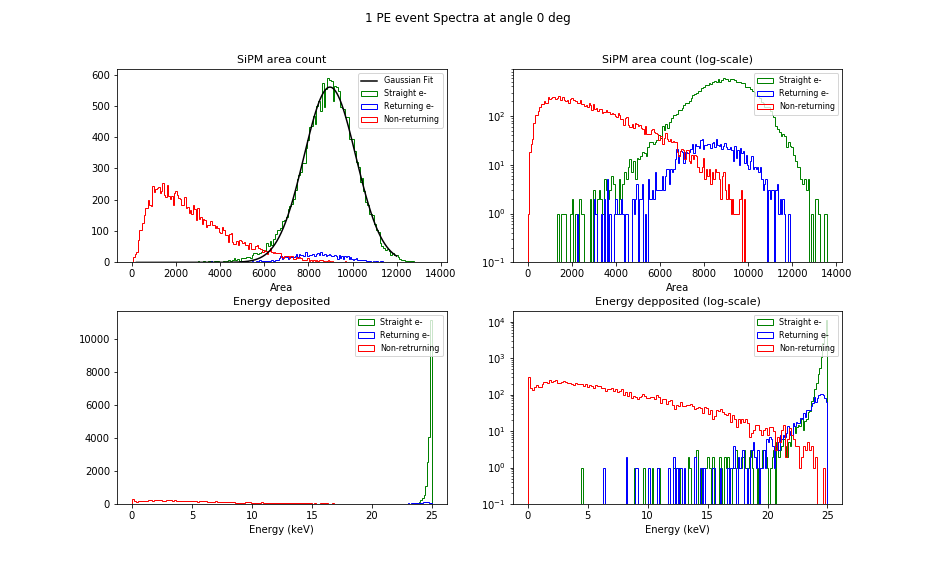 1 PE event Spectra at angle 0 deg
SiPM area count
SiPM area count (log-scale)
600
500
400
300
200
100
0
Gaussian Fit
Straight e-
Returning e-
Non-returning
0 2000 4000 6000 8000 10000 12000 14000
Area
10^2
10^1
10^0
10^-1
Straight e-
Returning e-
Non-returning
0 2000 4000 6000 8000 10000 12000 14000
Area
Energy deposited
Energy depposited (log-scale)
10000
8000
6000
4000
2000
0
Straight e-
Returning e-
Non-retrurning
0 5 10 15 20 25
Energy (keV)
10^4
10^3
10^2
10^1
10^0
10^-1
Straight e-
Returning e-
Non-returning
0 5 10 15 20 25
Energy (keV)